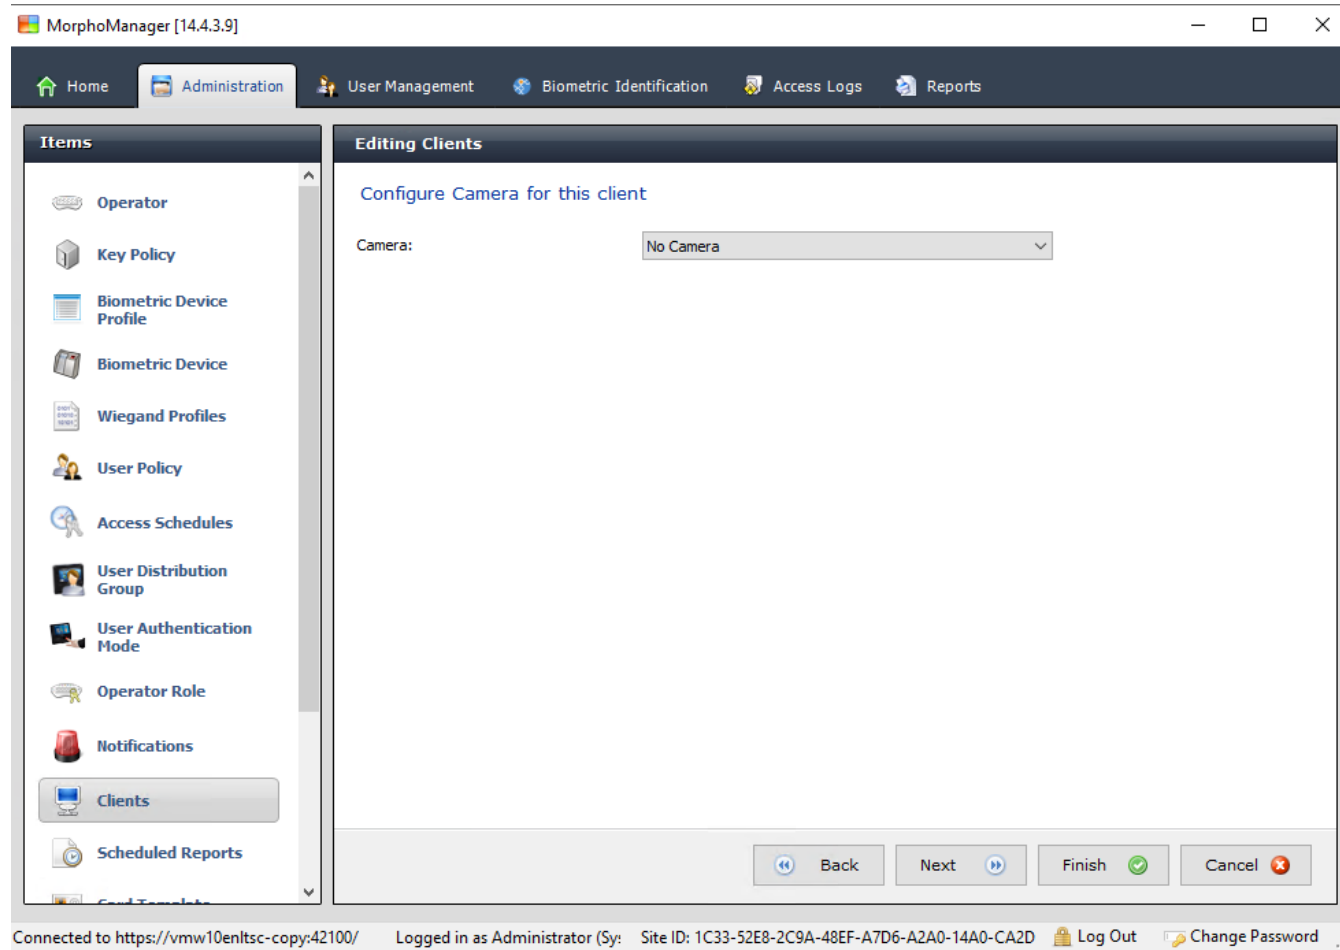 MorphoManager [14.4.3.9]
Home
Administration
User Management
Biometric Identification
Access Logs
Reports
Items
Operator
Key Policy
Biometric Device
Profile
Biometric Device
Wiegand Profiles
User Policy
Access Schedules
User Distribution
Group
User Authentication
Mode
Operator Role
Notifications
Clients
Scheduled Reports
Card Template
Editing Clients
Configure Camera for this client
Camera:
No Camera
Back
Next
Finish
Cancel
Connected to https://vmw10enltsc-copy:42100/
Logged in as Administrator (Sy
Site ID: 1C33-52E8-2C9A-48EF-A7D6-A2A0-14A0-CA2D
Log Out
Change Password